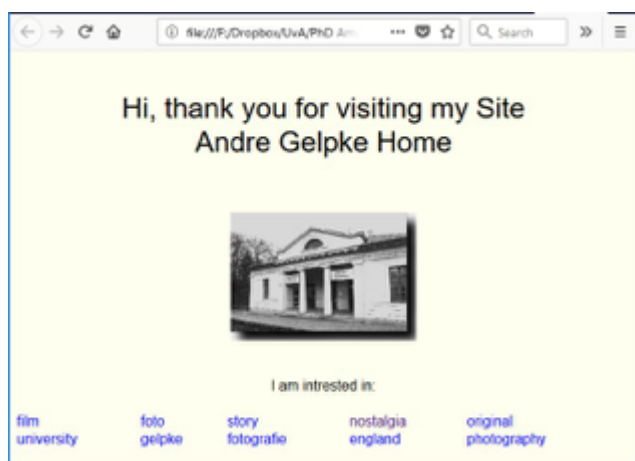 file:///F:/Dropbox/UvA/PhD Am
Search
Hi, thank you for visiting my Site
Andre Gelpke Home
I am intrested in:
film foto story nostalgia original
university gelpke fotografie england photography